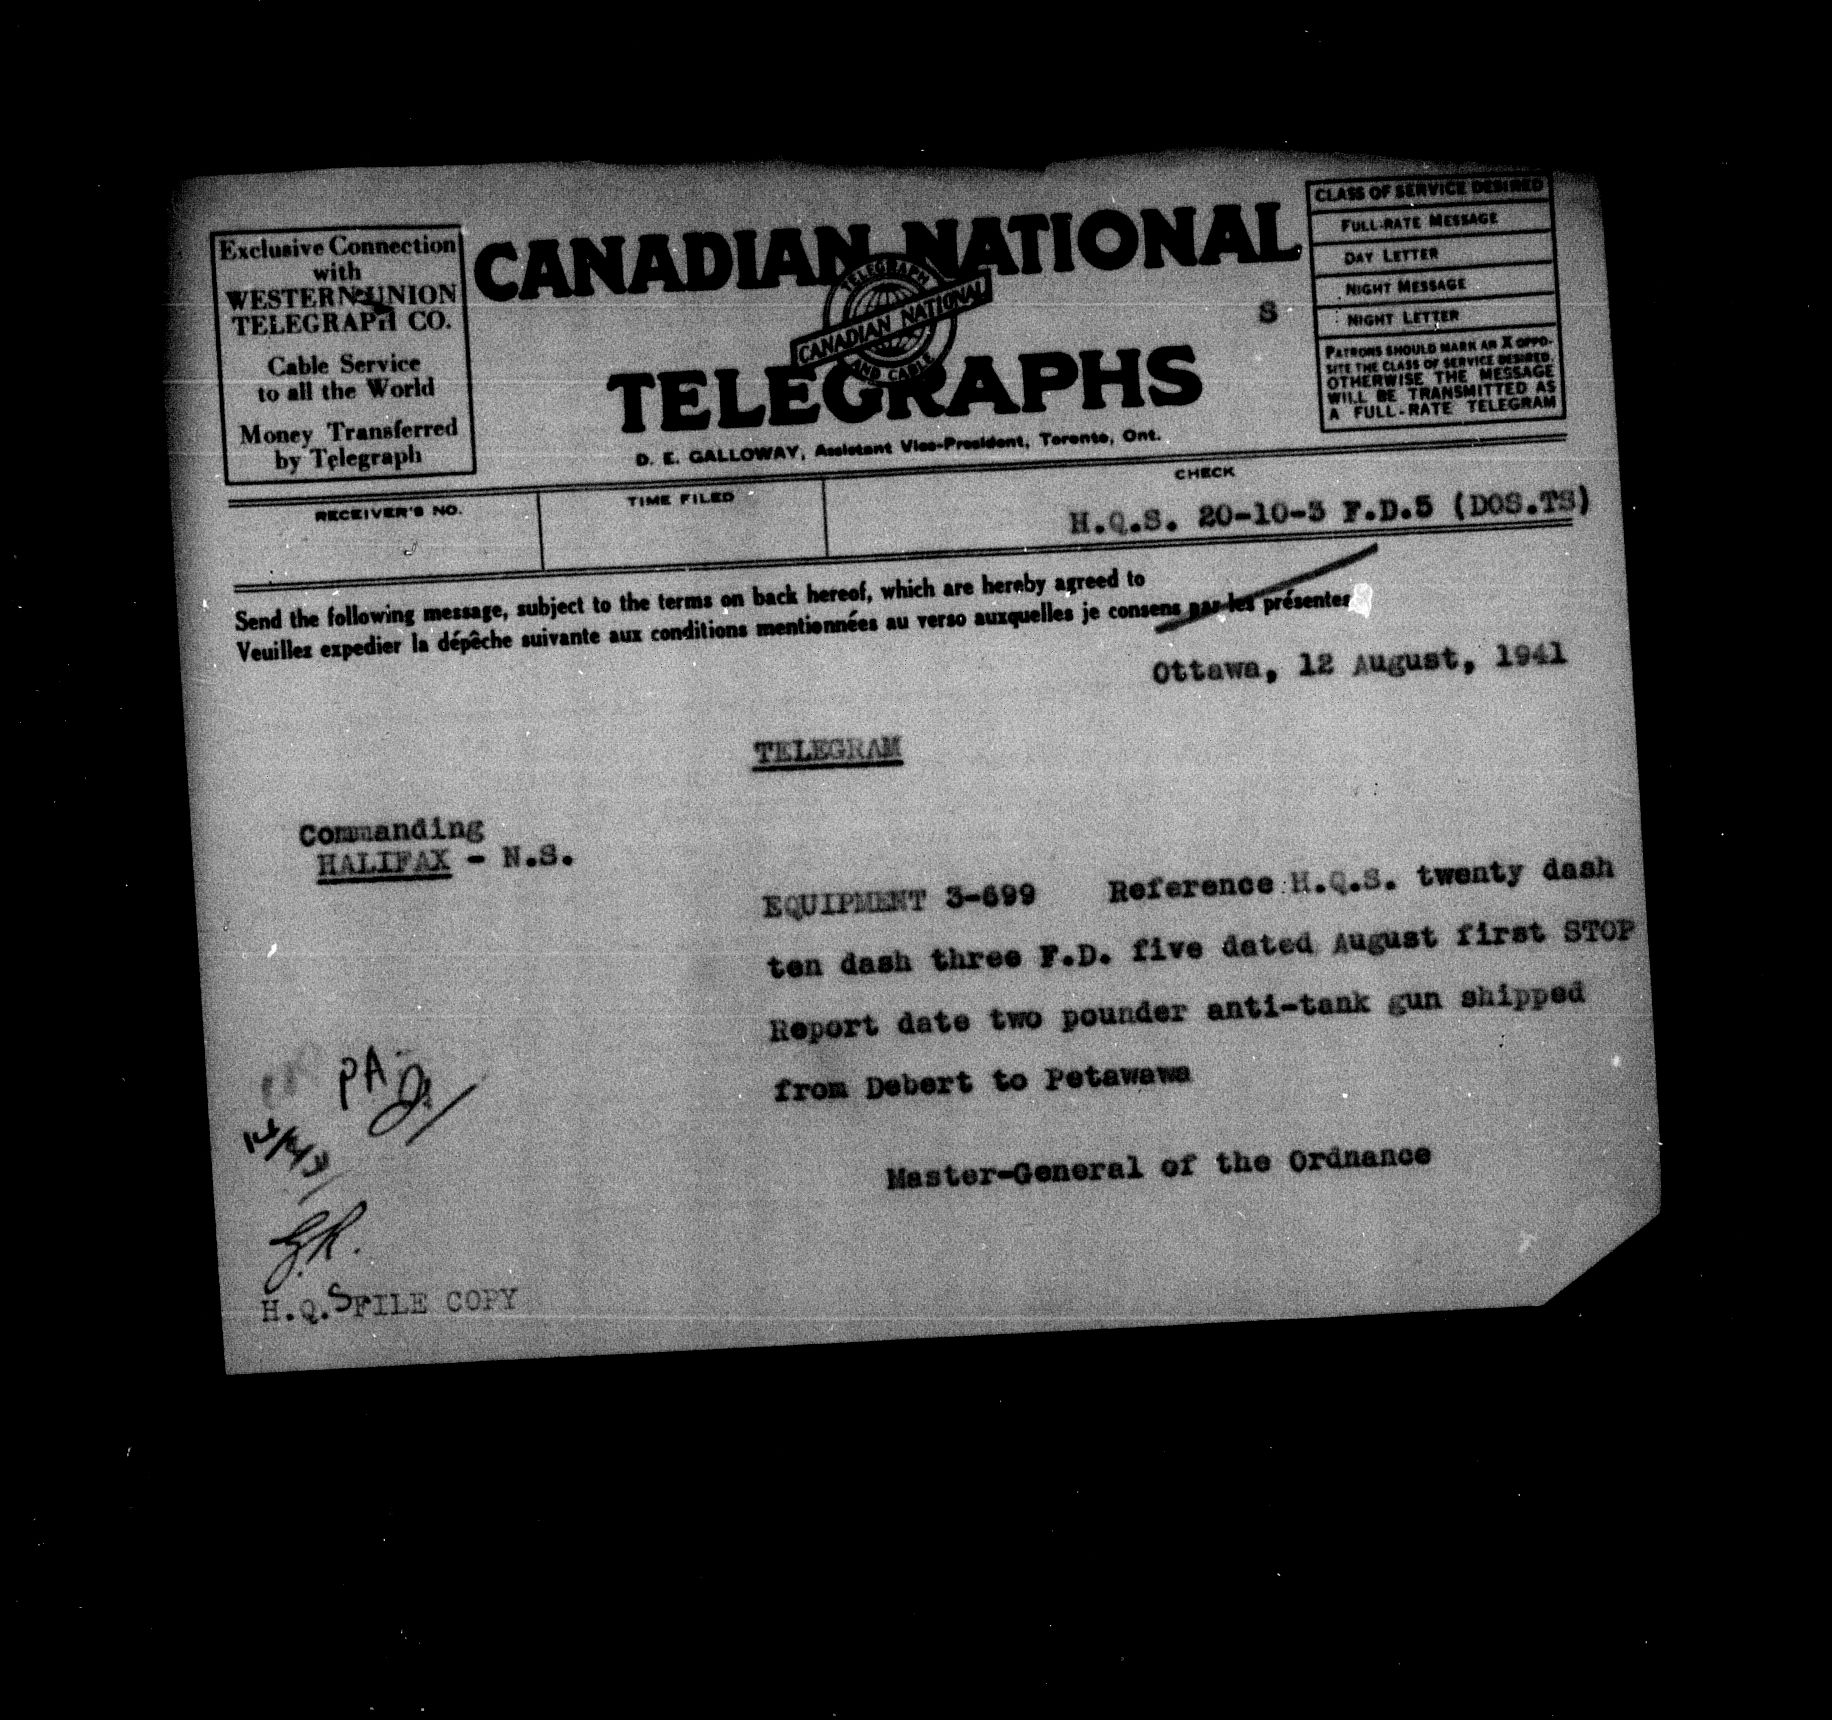 Exclusive Connection
with
WESTERN UNION
TELEGRAPH CO.
Cable Service
to all the World
Money Transferred
by Telegraph
CANADIAN NATIONAL
TELEGRAPH
CANADIAN NATIONAL
AND CABLE
TELEGRAPHS
D. E. GALLOWAY, Assistant Vice-President, Toronto, Ont.
S
CLASS OF SERVICE DESIRED
FULL-RATE MESSAGE
DAY LETTER
NIGHT MESSAGE
NIGHT LETTER
PATRONS SHOULD MARK AN X OPPO-
SITE THE CLASS OF SERVICE DESIRED.
OTHERWISE THE MESSAGE
WILL BE TRANSMITTED AS
A FULL-RATE TELEGRAM
RECEIVER'S NO.
TIME FILED
CHECK
H.Q.S. 20-10-3 F.D.5 (DOS.TS)
Send the following message, subject to the terms on back hereof, which are hereby agreed to
Veuillez expedier la dépêche suivante aux conditions mentionnées au verso auxquelles je consens par les présentes
Ottawa, 12 August, 1941
TELEGRAM
Commanding
HALIFAX - N.S.
EQUIPMENT 3-699 Reference H.Q.S. twenty dash
ten dash three F.D. five dated August first STOP
Report date two pounder anti-tank gun shipped
from Debert to Petawawa
Master-General of the Ordnance
PA
H.Q.S FILE COPY